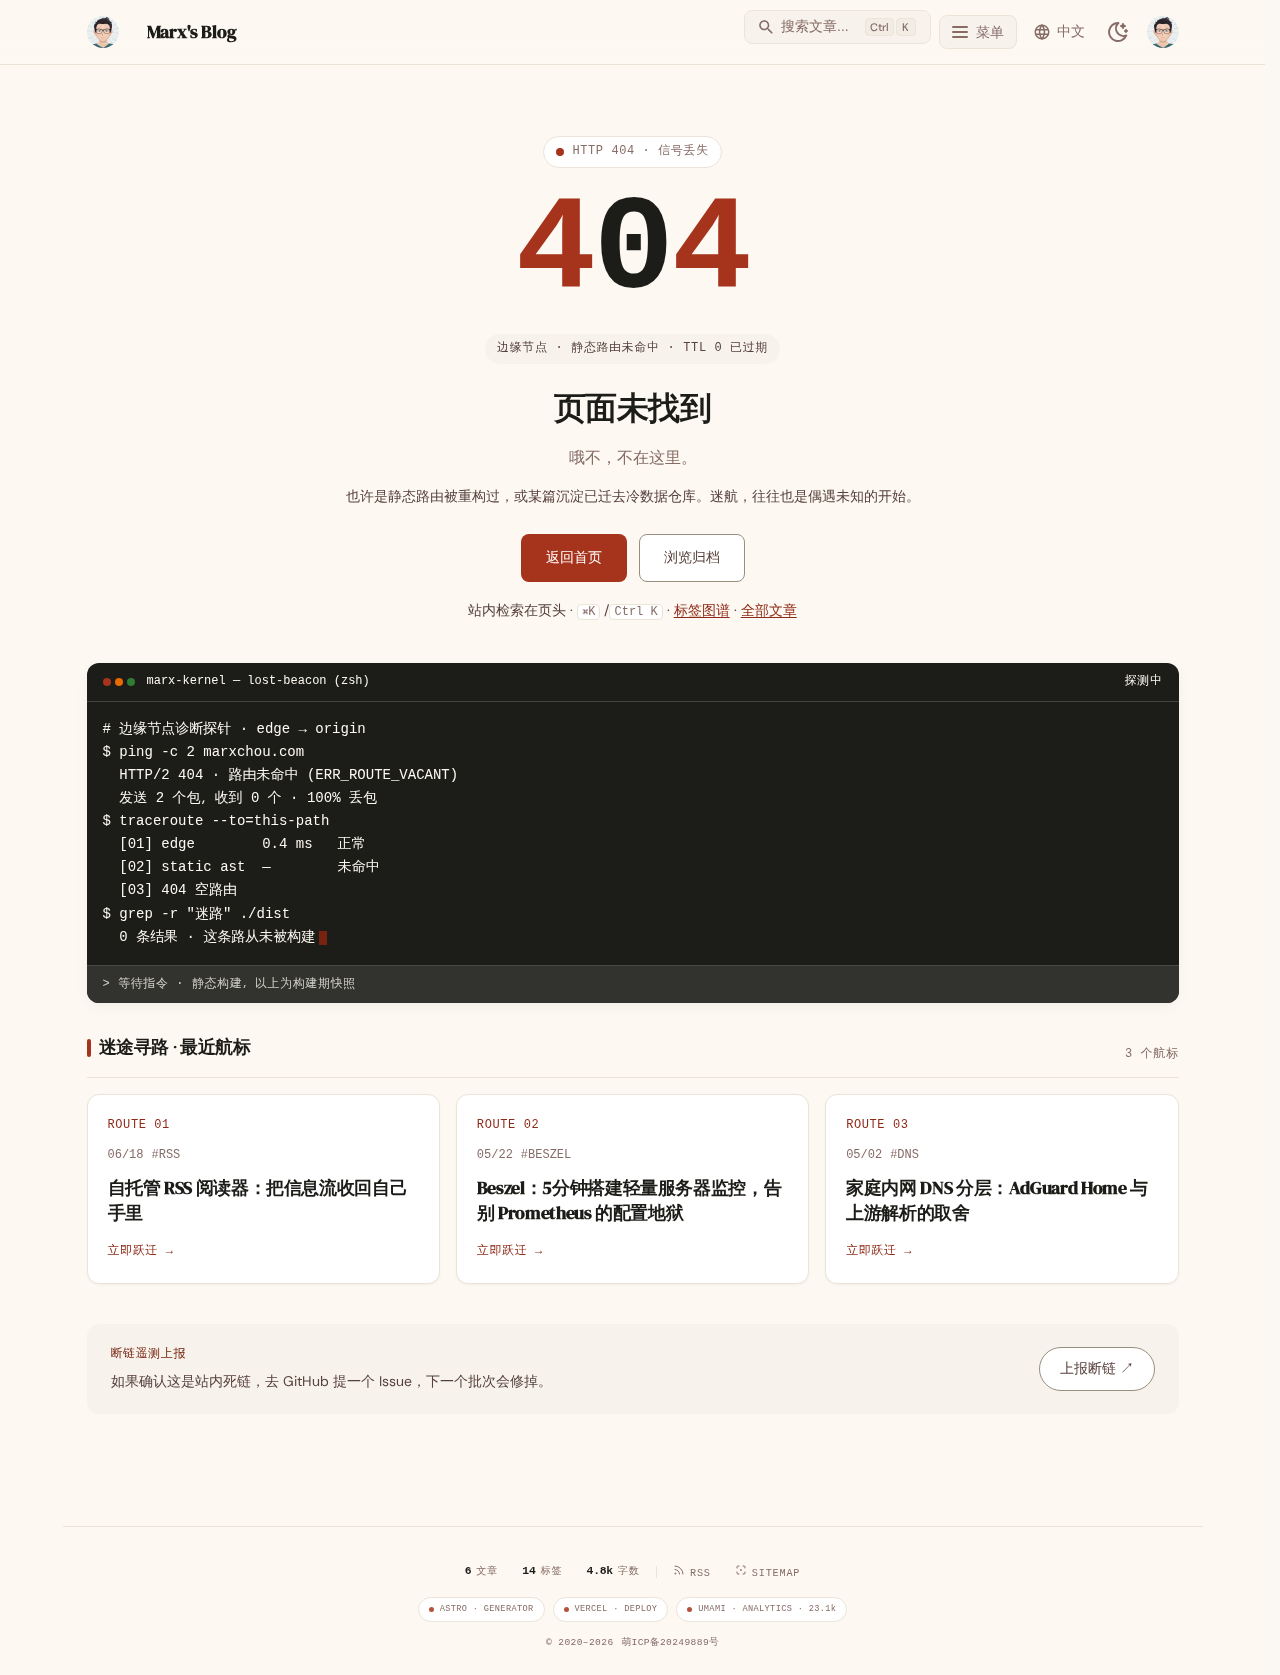 Marx's Blog
搜索文章... Ctrl K
菜单
中文
HTTP 404 · 信号丢失
404
边缘节点 · 静态路由未命中 · TTL 0 已过期
页面未找到
哦不，不在这里。
也许是静态路由被重构过，或某篇沉淀已迁去冷数据仓库。迷航，往往也是偶遇未知的开始。
返回首页
浏览归档
站内检索在页头 · ⌘K / Ctrl K · 标签图谱 · 全部文章
marx-kernel — lost-beacon (zsh)
探测中
# 边缘节点诊断探针 · edge → origin
$ ping -c 2 marxchou.com
HTTP/2 404 · 路由未命中 (ERR_ROUTE_VACANT)
发送 2 个包, 收到 0 个 · 100% 丢包
$ traceroute --to=this-path
[01] edge 0.4 ms 正常
[02] static ast — 未命中
[03] 404 空路由
$ grep -r "迷路" ./dist
0 条结果 · 这条路从未被构建
> 等待指令 · 静态构建, 以上为构建期快照
迷途寻路 · 最近航标
3 个航标
ROUTE 01
06/18 #RSS
自托管 RSS 阅读器：把信息流收回自己
手里
立即跃迁 →
ROUTE 02
05/22 #BESZEL
Beszel：5分钟搭建轻量服务器监控，告
别 Prometheus 的配置地狱
立即跃迁 →
ROUTE 03
05/02 #DNS
家庭内网 DNS 分层：AdGuard Home 与
上游解析的取舍
立即跃迁 →
断链遥测上报
如果确认这是站内死链，去 GitHub 提一个 Issue，下一个批次会修掉。
上报断链 ↗
6 文章 14 标签 4.8k 字数 RSS SITEMAP
ASTRO · GENERATOR
VERCEL · DEPLOY
UMAMI · ANALYTICS · 23.1k
© 2020–2026 萌ICP备20249889号